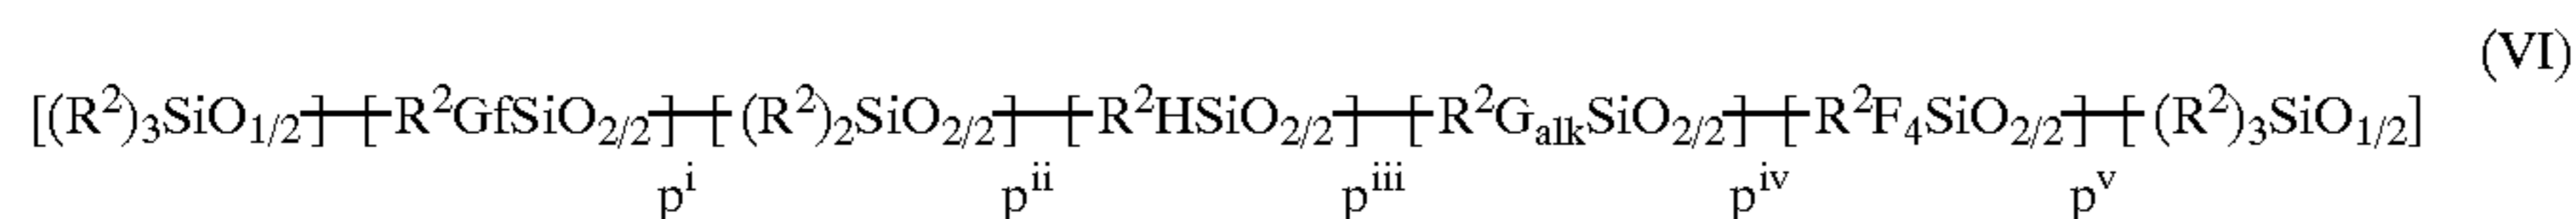 (VI)
[(R²)₃SiO₁/₂]—[R²GfSiO₂/₂]—[(R²)₂SiO₂/₂]—[R²HSiO₂/₂]—[R²GₐₗₖSiO₂/₂]—[R²F₄SiO₂/₂]—[(R²)₃SiO₁/₂]
pⁱ pⁱⁱ pⁱⁱⁱ pⁱᵛ pᵛ